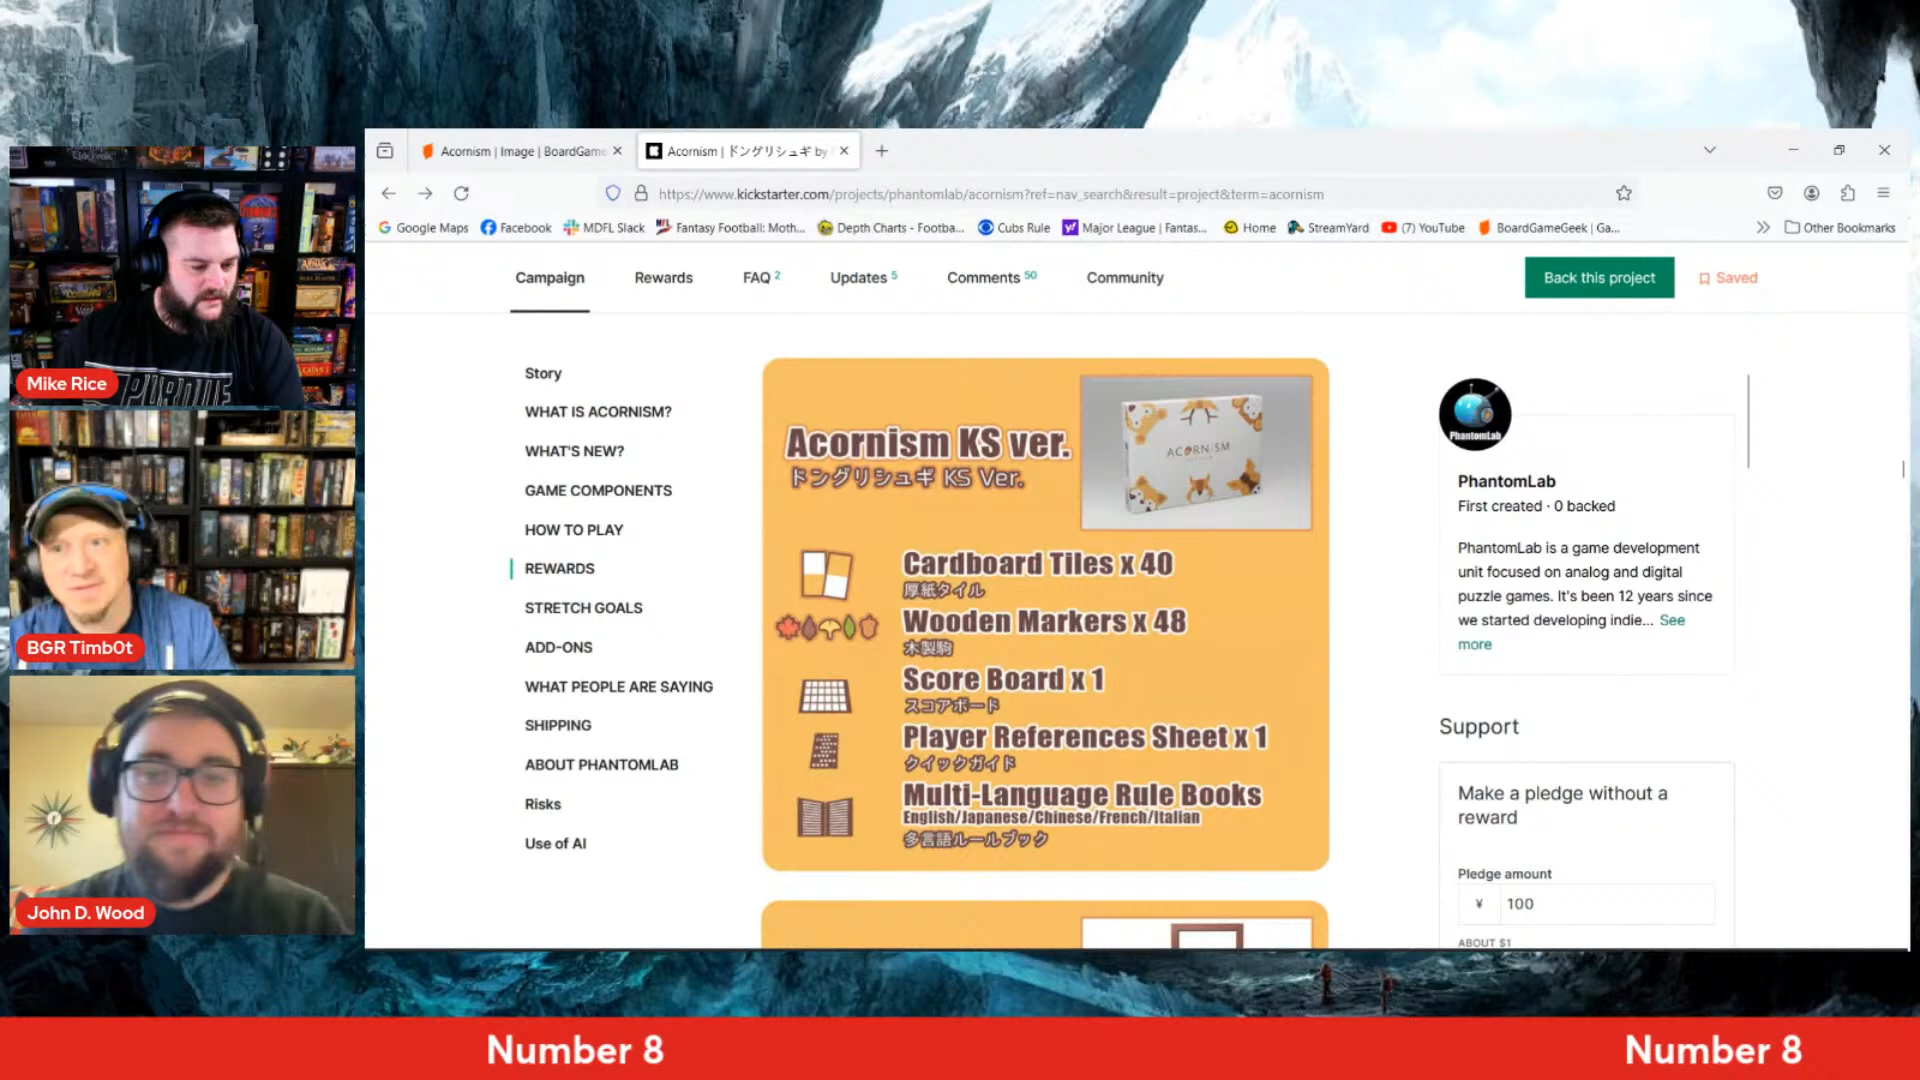 Acornism | Image | BoardGame
Acornism | ドングリシュギ by
https://www.kickstarter.com/projects/phantomlab/acornism?ref=nav_search&result=project&term=acornism
Google Maps
Facebook
MDFL Slack
Fantasy Football: Moth...
Depth Charts - Footba...
Cubs Rule
Major League | Fantas...
Home
StreamYard
(7) YouTube
BoardGameGeek | Ga...
Other Bookmarks
Campaign
Rewards
FAQ 2
Updates 5
Comments 50
Community
Back this project
Saved
Story
WHAT IS ACORNISM?
WHAT'S NEW?
GAME COMPONENTS
HOW TO PLAY
REWARDS
STRETCH GOALS
ADD-ONS
WHAT PEOPLE ARE SAYING
SHIPPING
ABOUT PHANTOMLAB
Risks
Use of AI
Acornism KS ver.
ドングリシュギ KS Ver.
ACORNISM
Cardboard Tiles x 40
厚紙タイル
Wooden Markers x 48
木製駒
Score Board x 1
スコアボード
Player References Sheet x 1
クイックガイド
Multi-Language Rule Books
English/Japanese/Chinese/French/Italian
多言語ルールブック
PhantomLab
PhantomLab
First created · 0 backed
PhantomLab is a game development
unit focused on analog and digital
puzzle games. It's been 12 years since
we started developing indie... See
more
Support
Make a pledge without a
reward
Pledge amount
¥ 100
ABOUT $1
PURDUE
Mike Rice
BGR Timb0t
John D. Wood
Number 8
Number 8